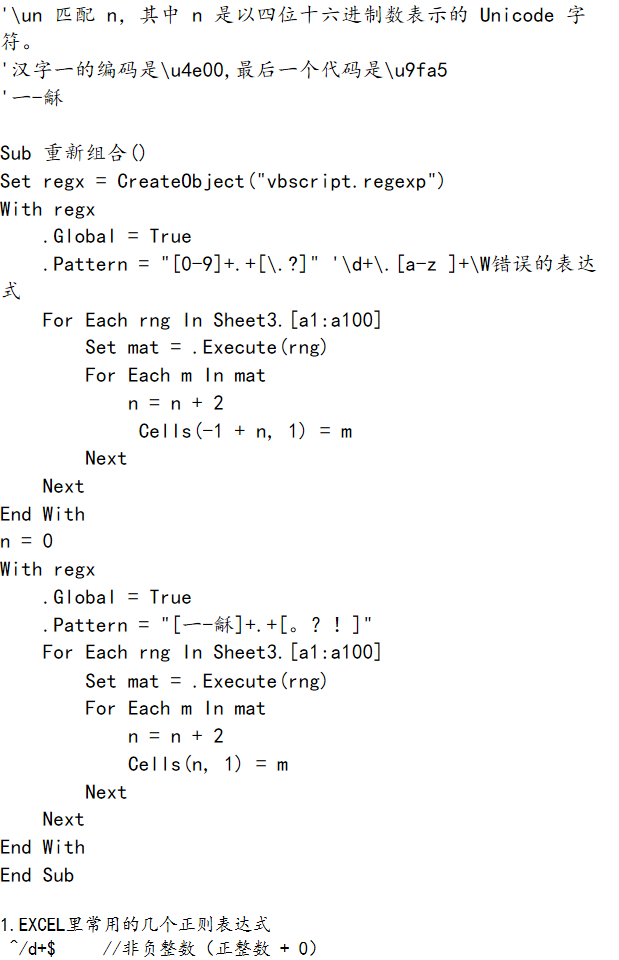 '\un 匹配 n, 其中 n 是以四位十六进制数表示的 Unicode 字
符。
'汉字一的编码是\u4e00,最后一个代码是\u9fa5
'一-龢

Sub 重新组合()
Set regx = CreateObject("vbscript.regexp")
With regx
    .Global = True
    .Pattern = "[0-9]+.+[\.?]" '\d+\.[a-z ]+\W错误的表达
式
    For Each rng In Sheet3.[a1:a100]
        Set mat = .Execute(rng)
        For Each m In mat
            n = n + 2
             Cells(-1 + n, 1) = m
        Next
    Next
End With
n = 0
With regx
    .Global = True
    .Pattern = "[一-龢]+.+[。？！]"
    For Each rng In Sheet3.[a1:a100]
        Set mat = .Execute(rng)
        For Each m In mat
            n = n + 2
            Cells(n, 1) = m
        Next
    Next
End With
End Sub

1.EXCEL里常用的几个正则表达式
 ^/d+$     //非负整数（正整数 + 0）